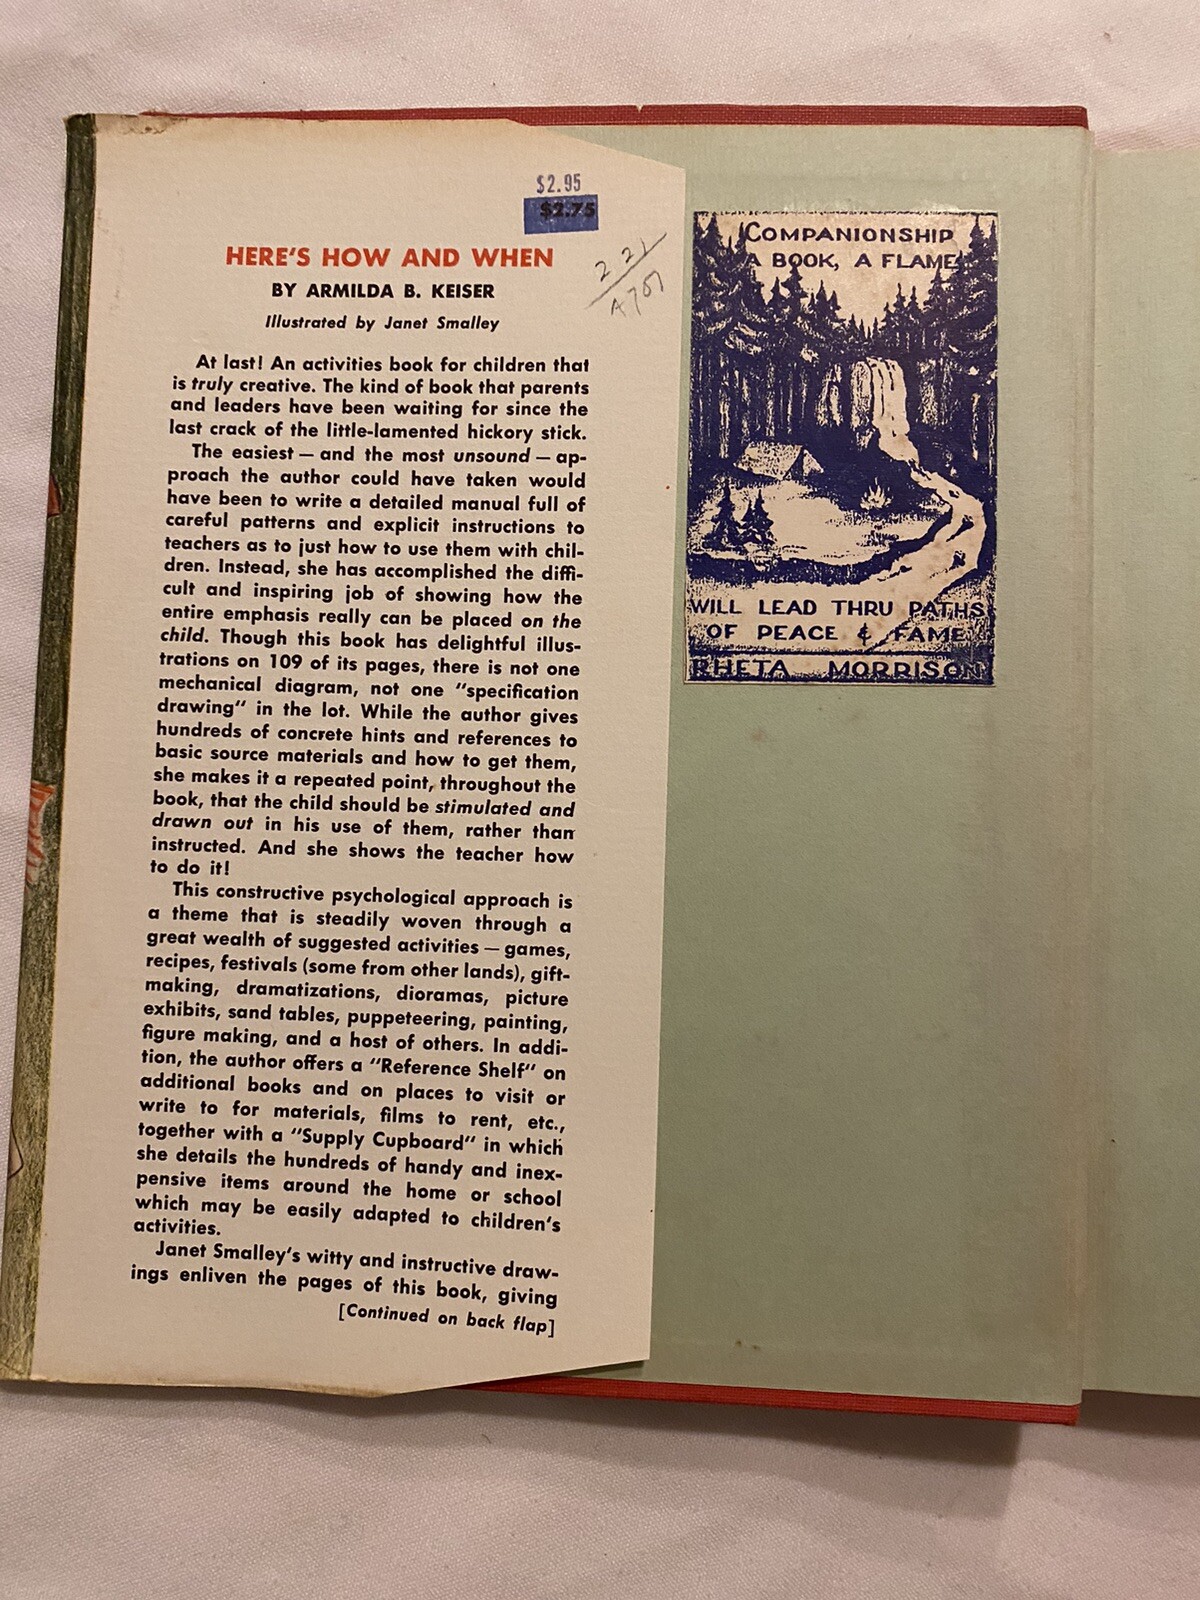 $2.95
$2.75
HERE'S HOW AND WHEN
BY ARMILDA B. KEISER
Illustrated by Janet Smalley
2 21
A707
At last! An activities book for children that
is truly creative. The kind of book that parents
and leaders have been waiting for since the
last crack of the little-lamented hickory stick.
The easiest — and the most unsound — ap-
proach the author could have taken would
have been to write a detailed manual full of
careful patterns and explicit instructions to
teachers as to just how to use them with chil-
dren. Instead, she has accomplished the diffi-
cult and inspiring job of showing how the
entire emphasis really can be placed on the
child. Though this book has delightful illus-
trations on 109 of its pages, there is not one
mechanical diagram, not one "specification
drawing" in the lot. While the author gives
hundreds of concrete hints and references to
basic source materials and how to get them,
she makes it a repeated point, throughout the
book, that the child should be stimulated and
drawn out in his use of them, rather than
instructed. And she shows the teacher how
to do it!
This constructive psychological approach is
a theme that is steadily woven through a
great wealth of suggested activities — games,
recipes, festivals (some from other lands), gift-
making, dramatizations, dioramas, picture
exhibits, sand tables, puppeteering, painting,
figure making, and a host of others. In addi-
tion, the author offers a "Reference Shelf" on
additional books and on places to visit or
write to for materials, films to rent, etc.,
together with a "Supply Cupboard" in which
she details the hundreds of handy and inex-
pensive items around the home or school
which may be easily adapted to children's
activities.
Janet Smalley's witty and instructive draw-
ings enliven the pages of this book, giving
[Continued on back flap]
COMPANIONSHIP
A BOOK, A FLAME
WILL LEAD THRU PATHS
OF PEACE & FAME
RHETA MORRISON